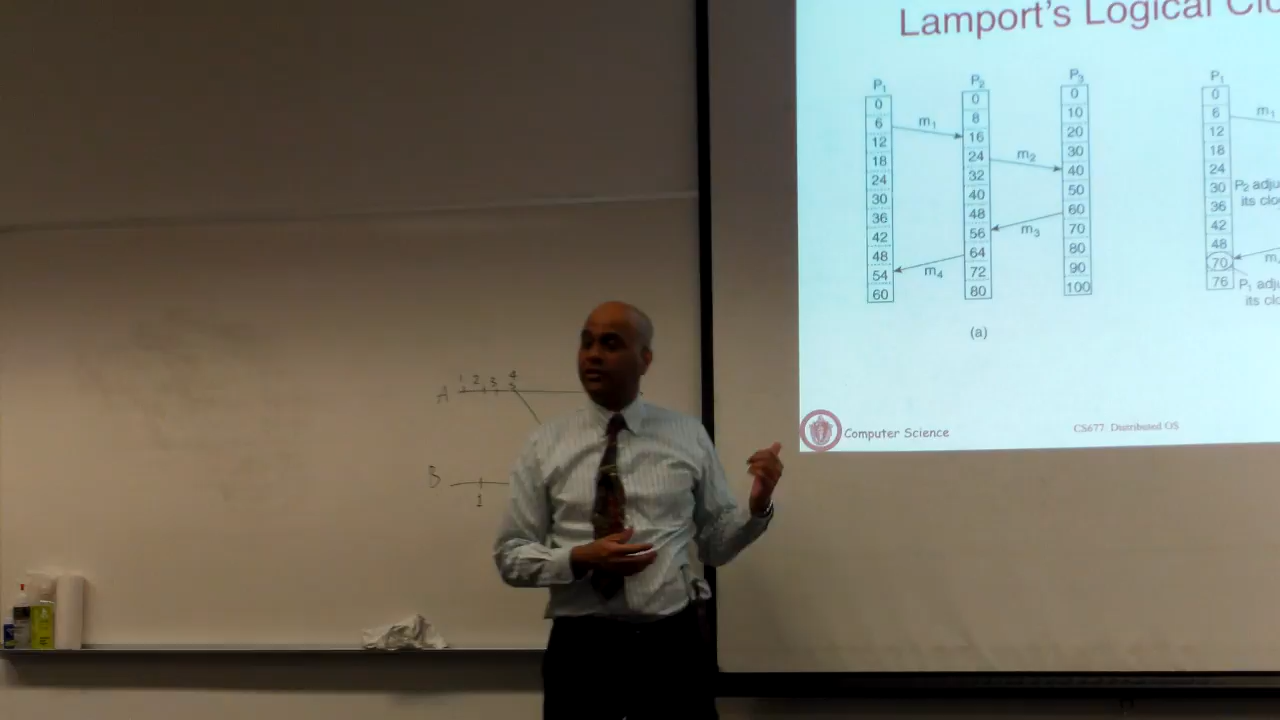 Lamport's Logical Clo
P1 P2 P3 P1
0 0 0 0
6 8 10 6
12 16 20 12
18 24 30 18
24 32 40 24
30 40 50 30
36 48 60 36
42 56 70 42
48 64 80 48
54 72 90 70
60 80 100 76
m1
m2
m3
m4
m1
P2 adju
its cloc
m
P1 adju
its clo
(a)
Computer Science
CS677: Distributed OS
A 1 2 3 4
5
B
1